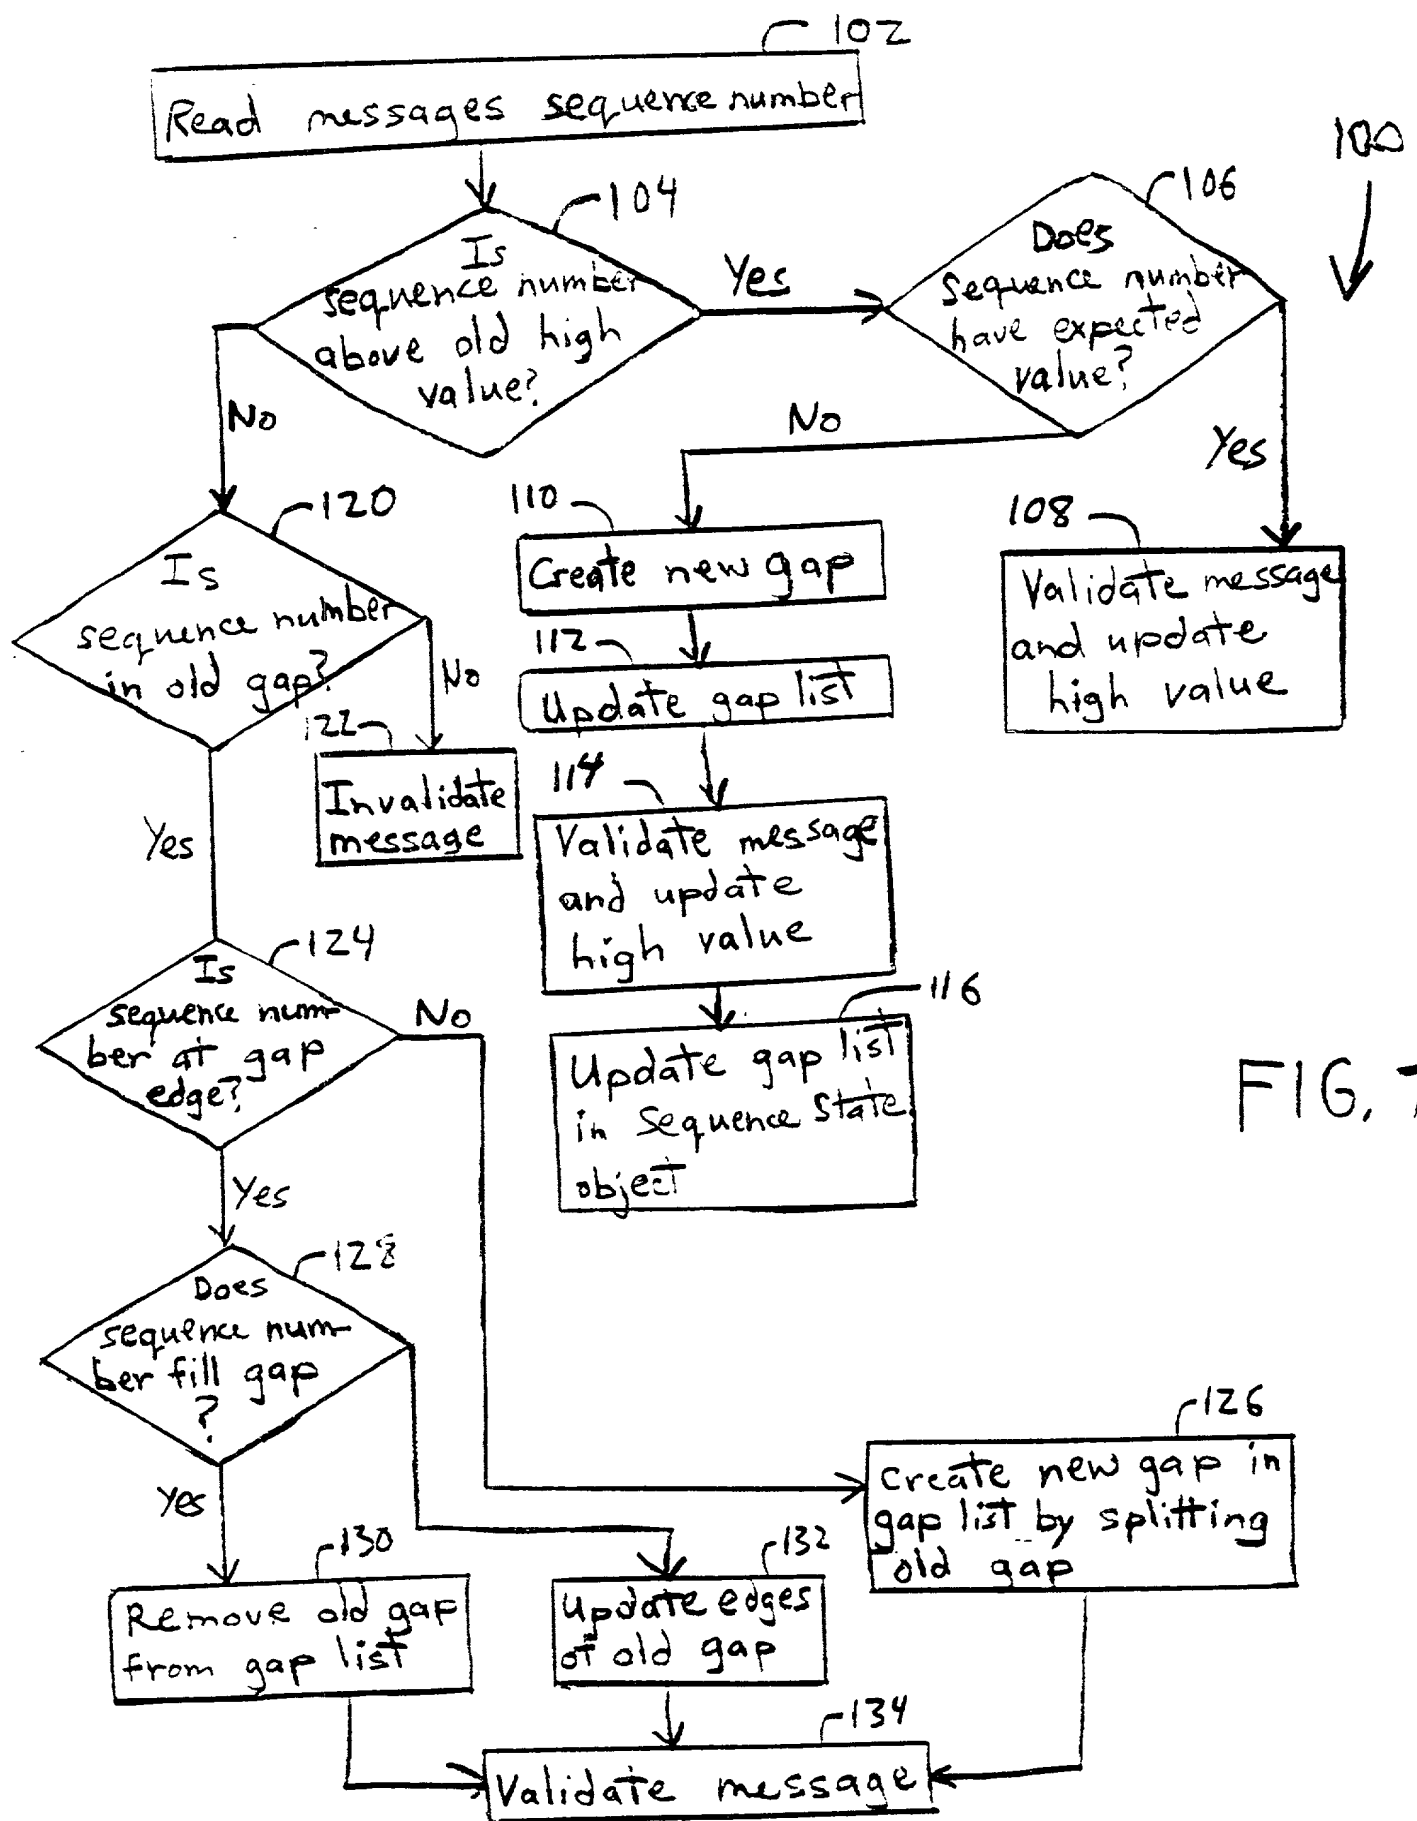 102
Read messages sequence number
100
104
Is
sequence number
above old high
value?
Yes
106
Does
sequence number
have expected
value?
No
No
Yes
120
Is
sequence number
in old gap?
No
110
Create new gap
108
Validate message
and update
high value
112
Update gap list
122
Invalidate
message
Yes
114
Validate message
and update
high value
124
Is
sequence num-
ber at gap
edge?
No
116
Update gap list
in sequence state
object
FIG. 7
Yes
128
Does
sequence num-
ber fill gap
?
Yes
126
Create new gap in
gap list by splitting
old gap
130
Remove old gap
from gap list
132
Update edges
of old gap
134
Validate message